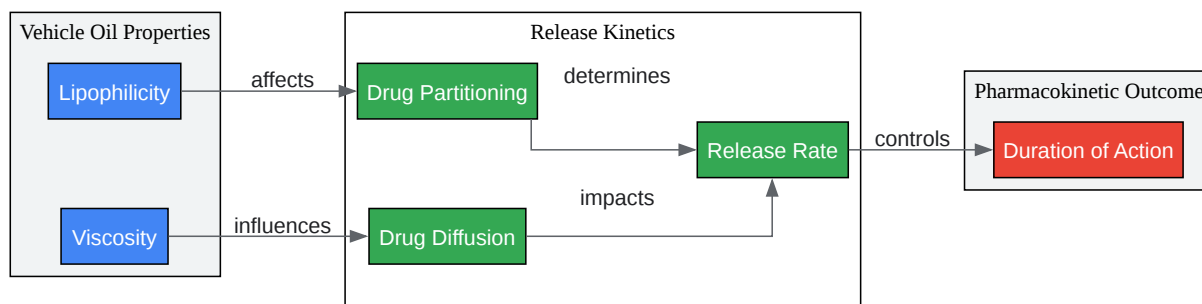 Vehicle Oil Properties
Release Kinetics
Lipophilicity
affects
Drug Partitioning
determines
Pharmacokinetic Outcome
Release Rate
controls
Duration of Action
impacts
Viscosity
influences
Drug Diffusion